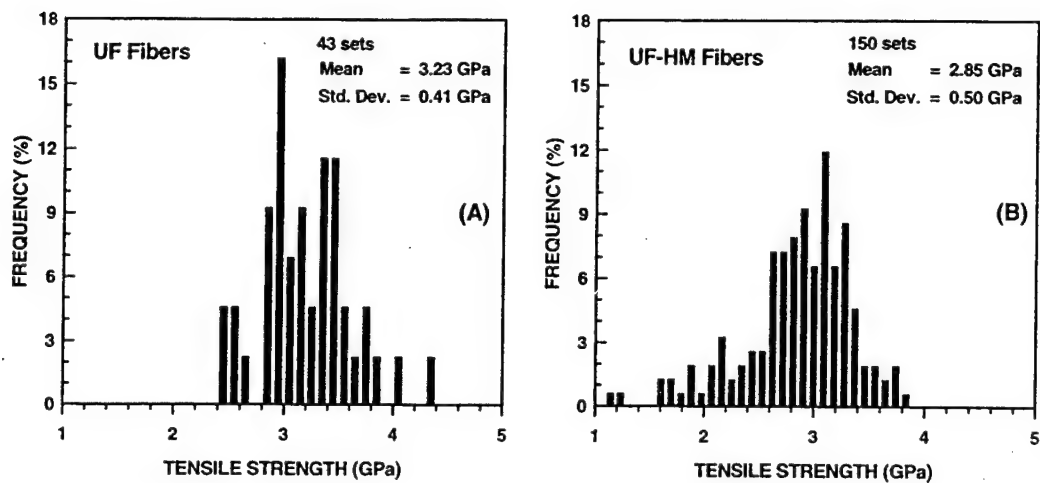 UF Fibers
43 sets
Mean = 3.23 GPa
Std. Dev. = 0.41 GPa
(A)
FREQUENCY (%)
18
15
12
9
6
3
0
1
2
3
4
5
TENSILE STRENGTH (GPa)
UF-HM Fibers
150 sets
Mean = 2.85 GPa
Std. Dev. = 0.50 GPa
(B)
FREQUENCY (%)
18
15
12
9
6
3
0
1
2
3
4
5
TENSILE STRENGTH (GPa)